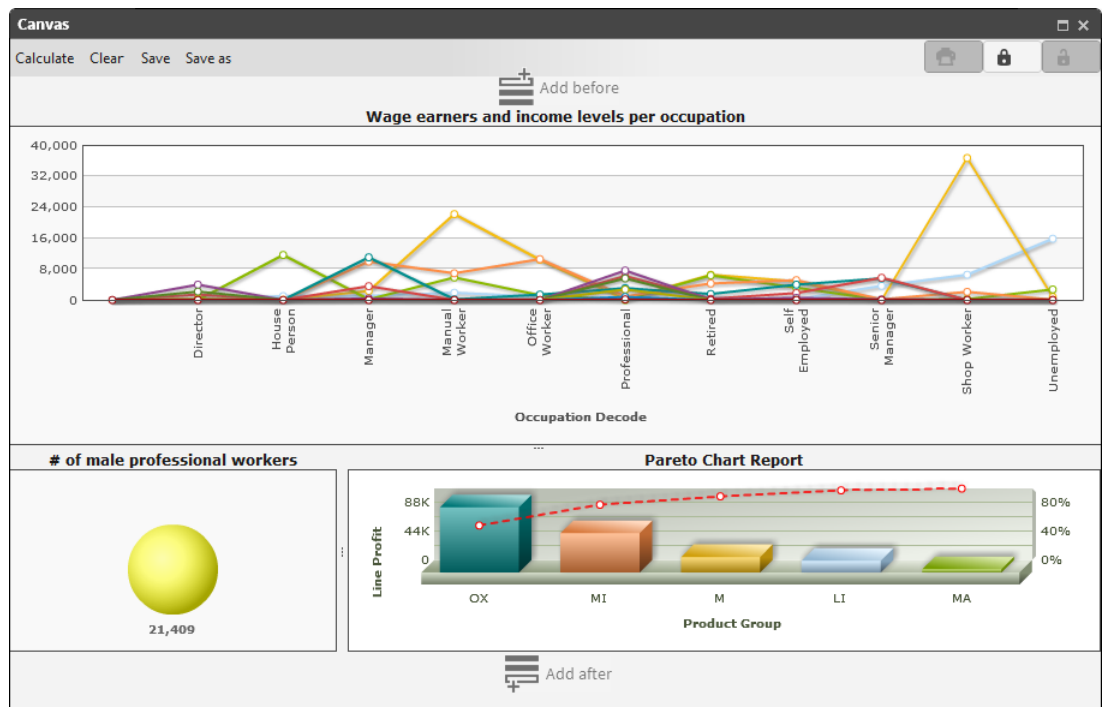 Canvas
Calculate Clear Save Save as
Add before
Wage earners and income levels per occupation
40,000
32,000
24,000
16,000
8,000
0
Director
House
Person
Manager
Manual
Worker
Office
Worker
Professional
Retired
Self
Employed
Senior
Manager
Shop Worker
Unemployed
Occupation Decode
# of male professional workers
21,409
Pareto Chart Report
Line Profit
88K
44K
0
80%
40%
0%
OX MI M LI MA
Product Group
Add after